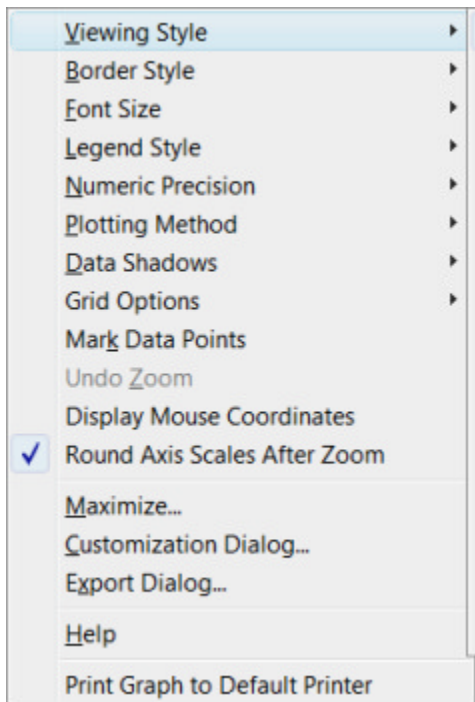 Viewing Style
Border Style
Font Size
Legend Style
Numeric Precision
Plotting Method
Data Shadows
Grid Options
Mark Data Points
Undo Zoom
Display Mouse Coordinates
Round Axis Scales After Zoom
Maximize...
Customization Dialog...
Export Dialog...
Help
Print Graph to Default Printer